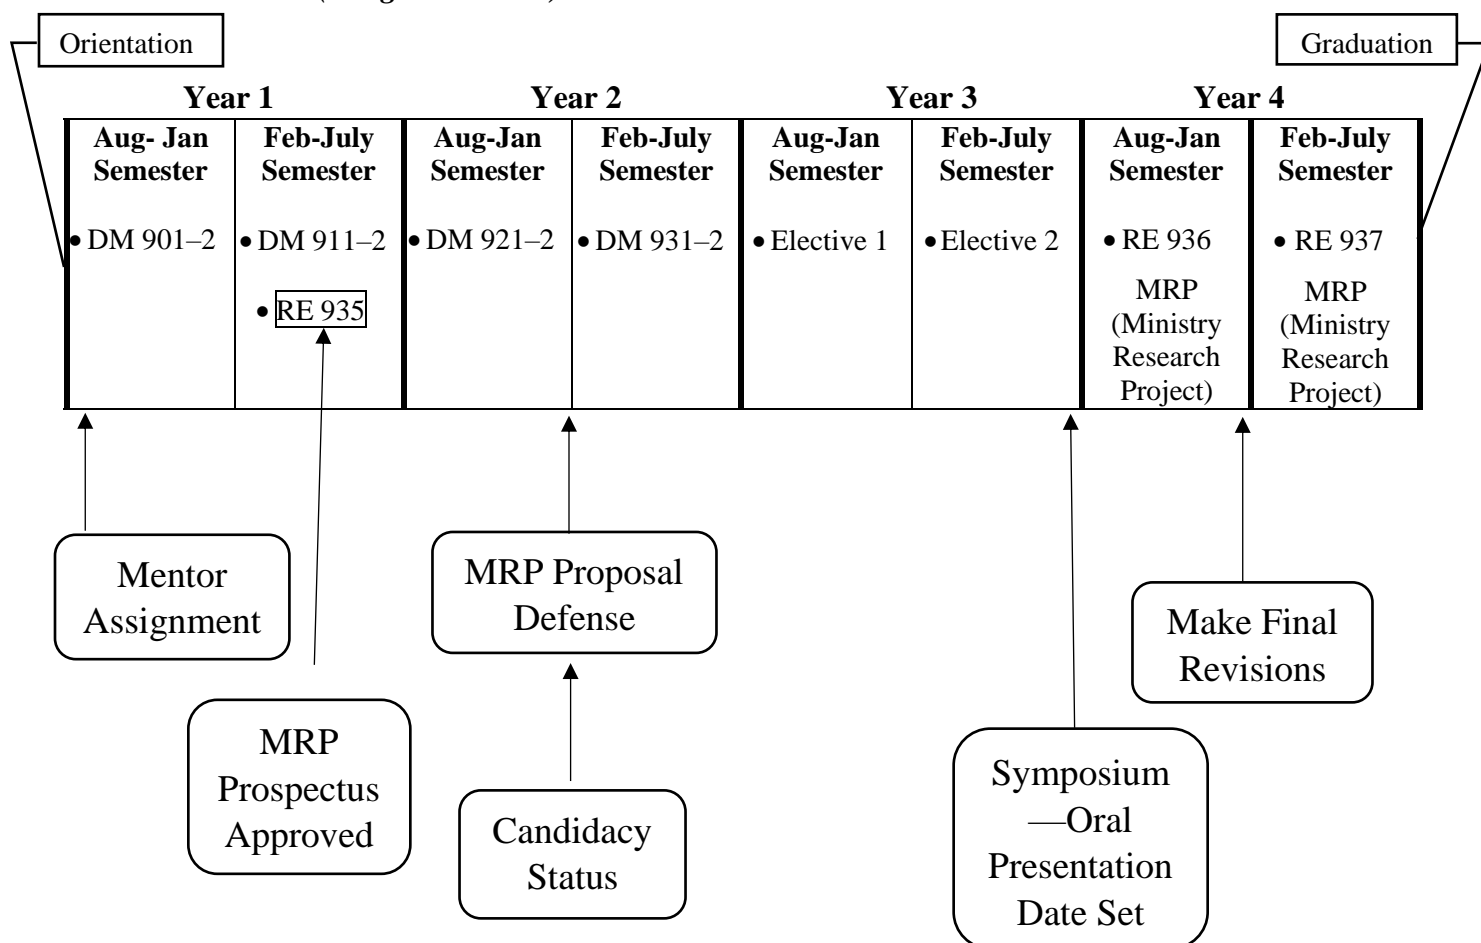 Orientation
Graduation
Year 1
Year 2
Year 3
Year 4
Aug- Jan
Semester
• DM 901–2
Feb-July
Semester
• DM 911–2
• RE 935
Aug-Jan
Semester
• DM 921–2
Feb-July
Semester
• DM 931–2
Aug-Jan
Semester
• Elective 1
Feb-July
Semester
• Elective 2
Aug-Jan
Semester
• RE 936
MRP
(Ministry
Research
Project)
Feb-July
Semester
• RE 937
MRP
(Ministry
Research
Project)
Mentor
Assignment
MRP
Prospectus
Approved
MRP Proposal
Defense
Candidacy
Status
Symposium
—Oral
Presentation
Date Set
Make Final
Revisions